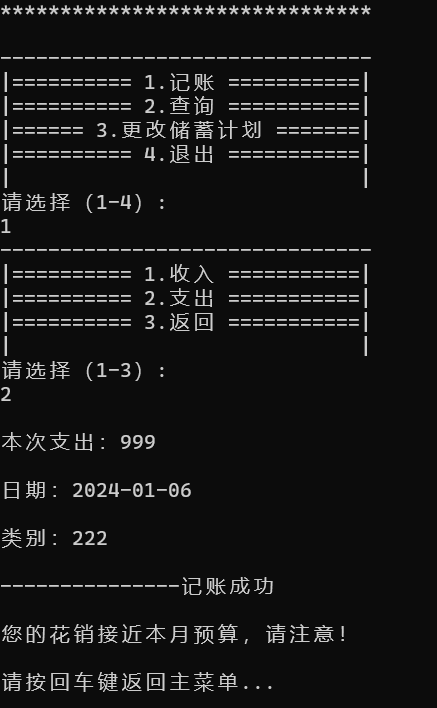 *******************************
-------------------------------
|========== 1.记账 ===========|
|========== 2.查询 ===========|
|====== 3.更改储蓄计划 =======|
|========== 4.退出 ===========|
|                             |
请选择（1-4）:
1
-------------------------------
|========== 1.收入 ===========|
|========== 2.支出 ===========|
|========== 3.返回 ===========|
|                             |
请选择（1-3）:
2
本次支出: 999
日期: 2024-01-06
类别: 222
---------------记账成功
您的花销接近本月预算, 请注意!
请按回车键返回主菜单...